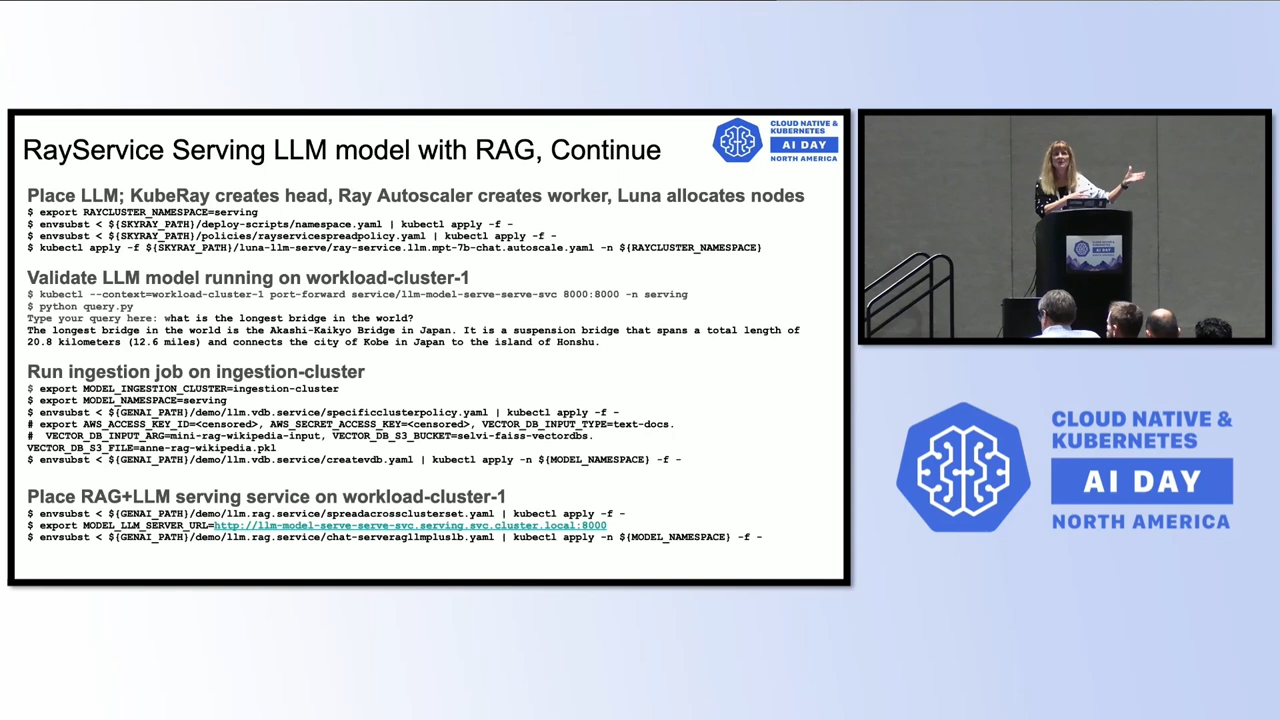 RayService Serving LLM model with RAG, Continue
CLOUD NATIVE &
KUBERNETES
AI DAY
NORTH AMERICA
Place LLM; KubeRay creates head, Ray Autoscaler creates worker, Luna allocates nodes
$ export RAYCLUSTER_NAMESPACE=serving
$ envsubst < ${SKYRAY_PATH}/deploy-scripts/namespace.yaml | kubectl apply -f -
$ envsubst < ${SKYRAY_PATH}/policies/rayservicespreadpolicy.yaml | kubectl apply -f -
$ kubectl apply -f ${SKYRAY_PATH}/luna-llm-serve/ray-service.llm.mpt-7b-chat.autoscale.yaml -n ${RAYCLUSTER_NAMESPACE}
Validate LLM model running on workload-cluster-1
$ kubectl --context=workload-cluster-1 port-forward service/llm-model-serve-serve-svc 8000:8000 -n serving
$ python query.py
Type your query here: what is the longest bridge in the world?
The longest bridge in the world is the Akashi-Kaikyo Bridge in Japan. It is a suspension bridge that spans a total length of
20.8 kilometers (12.6 miles) and connects the city of Kobe in Japan to the island of Honshu.
Run ingestion job on ingestion-cluster
$ export MODEL_INGESTION_CLUSTER=ingestion-cluster
$ export MODEL_NAMESPACE=serving
$ envsubst < ${GENAI_PATH}/demo/llm.vdb.service/specificclusterpolicy.yaml | kubectl apply -f -
# export AWS_ACCESS_KEY_ID=<censored>, AWS_SECRET_ACCESS_KEY=<censored>, VECTOR_DB_INPUT_TYPE=text-docs.
# VECTOR_DB_INPUT_ARG=mini-rag-wikipedia-input, VECTOR_DB_S3_BUCKET=selvi-faiss-vectordbs.
VECTOR_DB_S3_FILE=anne-rag-wikipedia.pkl
$ envsubst < ${GENAI_PATH}/demo/llm.vdb.service/createvdb.yaml | kubectl apply -n ${MODEL_NAMESPACE} -f -
Place RAG+LLM serving service on workload-cluster-1
$ envsubst < ${GENAI_PATH}/demo/llm.rag.service/spreadacrossclusterset.yaml | kubectl apply -f -
$ export MODEL_LLM_SERVER_URL=http://llm-model-serve-serve-svc.serving.svc.cluster.local:8000
$ envsubst < ${GENAI_PATH}/demo/llm.rag.service/chat-serveragllmpluslb.yaml | kubectl apply -n ${MODEL_NAMESPACE} -f -
AI DAY
CLOUD NATIVE &
KUBERNETES
AI DAY
NORTH AMERICA